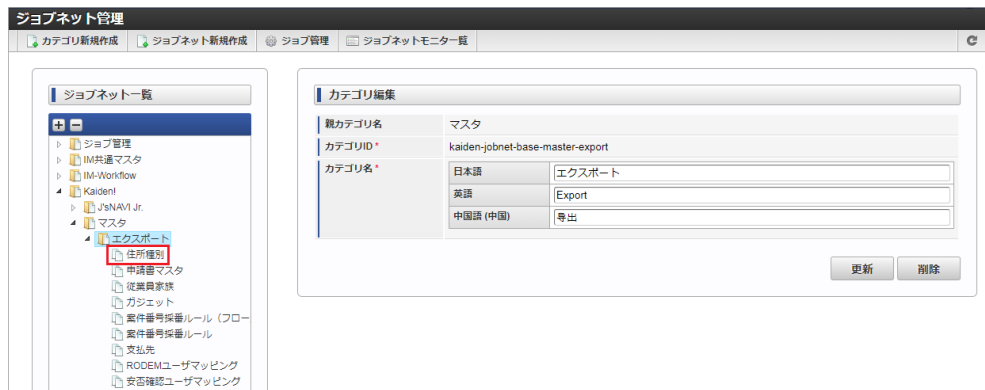 ジョブネット管理
カテゴリ新規作成 ジョブネット新規作成 ジョブ管理 ジョブネットモニター覧
ジョブネット一覧
ジョブ管理
IM共通マスタ
IM-Workflow
Kaiden!
J'sNAVI Jr.
マスタ
エクスポート
住所種別
申請書マスタ
従業員家族
ガジェット
案件番号採番ルール（フロー
案件番号採番ルール
支払先
RODEMユーザマッピング
安否確認ユーザマッピング
カテゴリ編集
親カテゴリ名 マスタ
カテゴリID * kaiden-jobnet-base-master-export
カテゴリ名 * 日本語 エクスポート
英語 Export
中国語 (中国) 导出
更新 削除